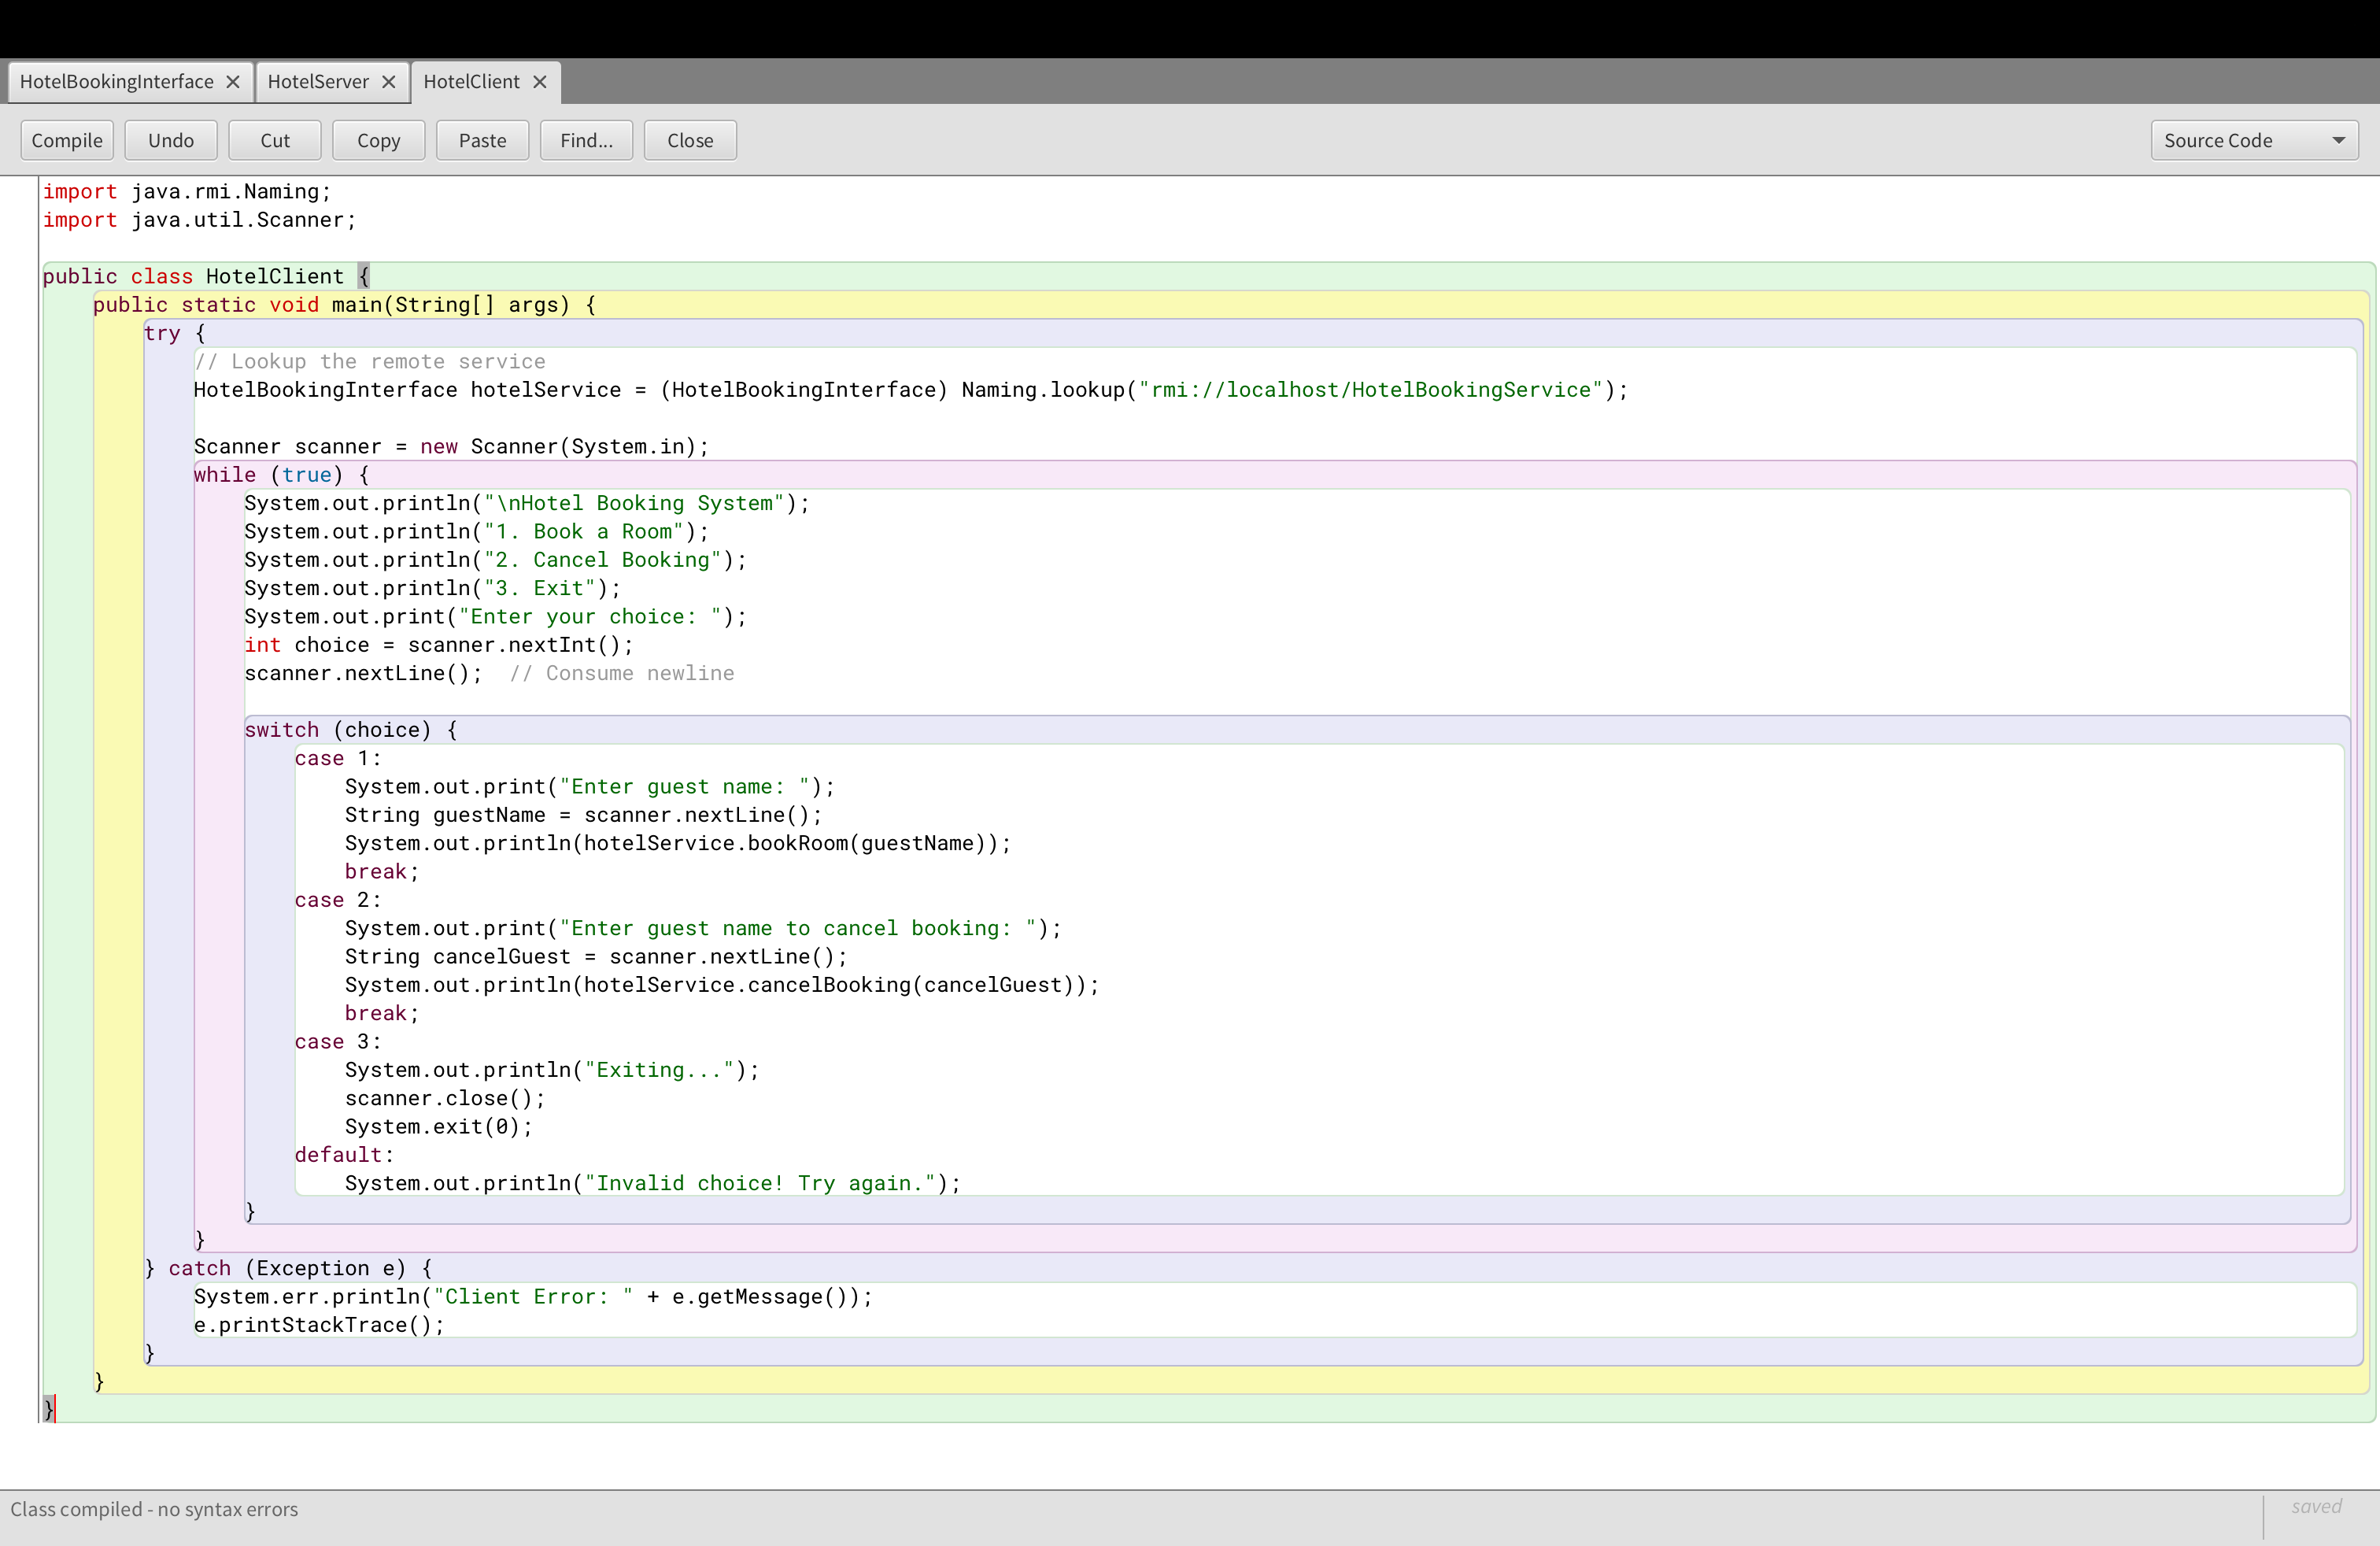 HotelBookingInterface HotelServer HotelClient
Compile Undo Cut Copy Paste Find... Close Source Code
import java.rmi.Naming;
import java.util.Scanner;
public class HotelClient {
public static void main(String[] args) {
try {
// Lookup the remote service
HotelBookingInterface hotelService = (HotelBookingInterface) Naming.lookup("rmi://localhost/HotelBookingService");
Scanner scanner = new Scanner(System.in);
while (true) {
System.out.println("\nHotel Booking System");
System.out.println("1. Book a Room");
System.out.println("2. Cancel Booking");
System.out.println("3. Exit");
System.out.print("Enter your choice: ");
int choice = scanner.nextInt();
scanner.nextLine();  // Consume newline
switch (choice) {
case 1:
System.out.print("Enter guest name: ");
String guestName = scanner.nextLine();
System.out.println(hotelService.bookRoom(guestName));
break;
case 2:
System.out.print("Enter guest name to cancel booking: ");
String cancelGuest = scanner.nextLine();
System.out.println(hotelService.cancelBooking(cancelGuest));
break;
case 3:
System.out.println("Exiting...");
scanner.close();
System.exit(0);
default:
System.out.println("Invalid choice! Try again.");
}
}
} catch (Exception e) {
System.err.println("Client Error: " + e.getMessage());
e.printStackTrace();
}
}
}
Class compiled - no syntax errors saved